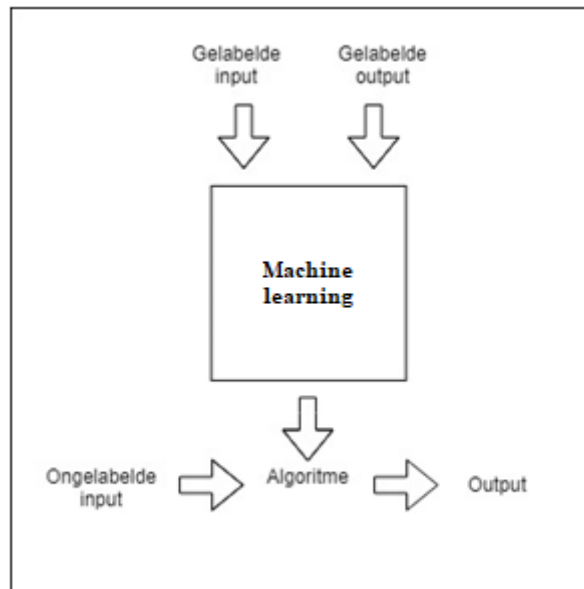 Gelabelde
input
Gelabelde
output
Machine
learning
Ongelabelde
input
Algoritme
Output